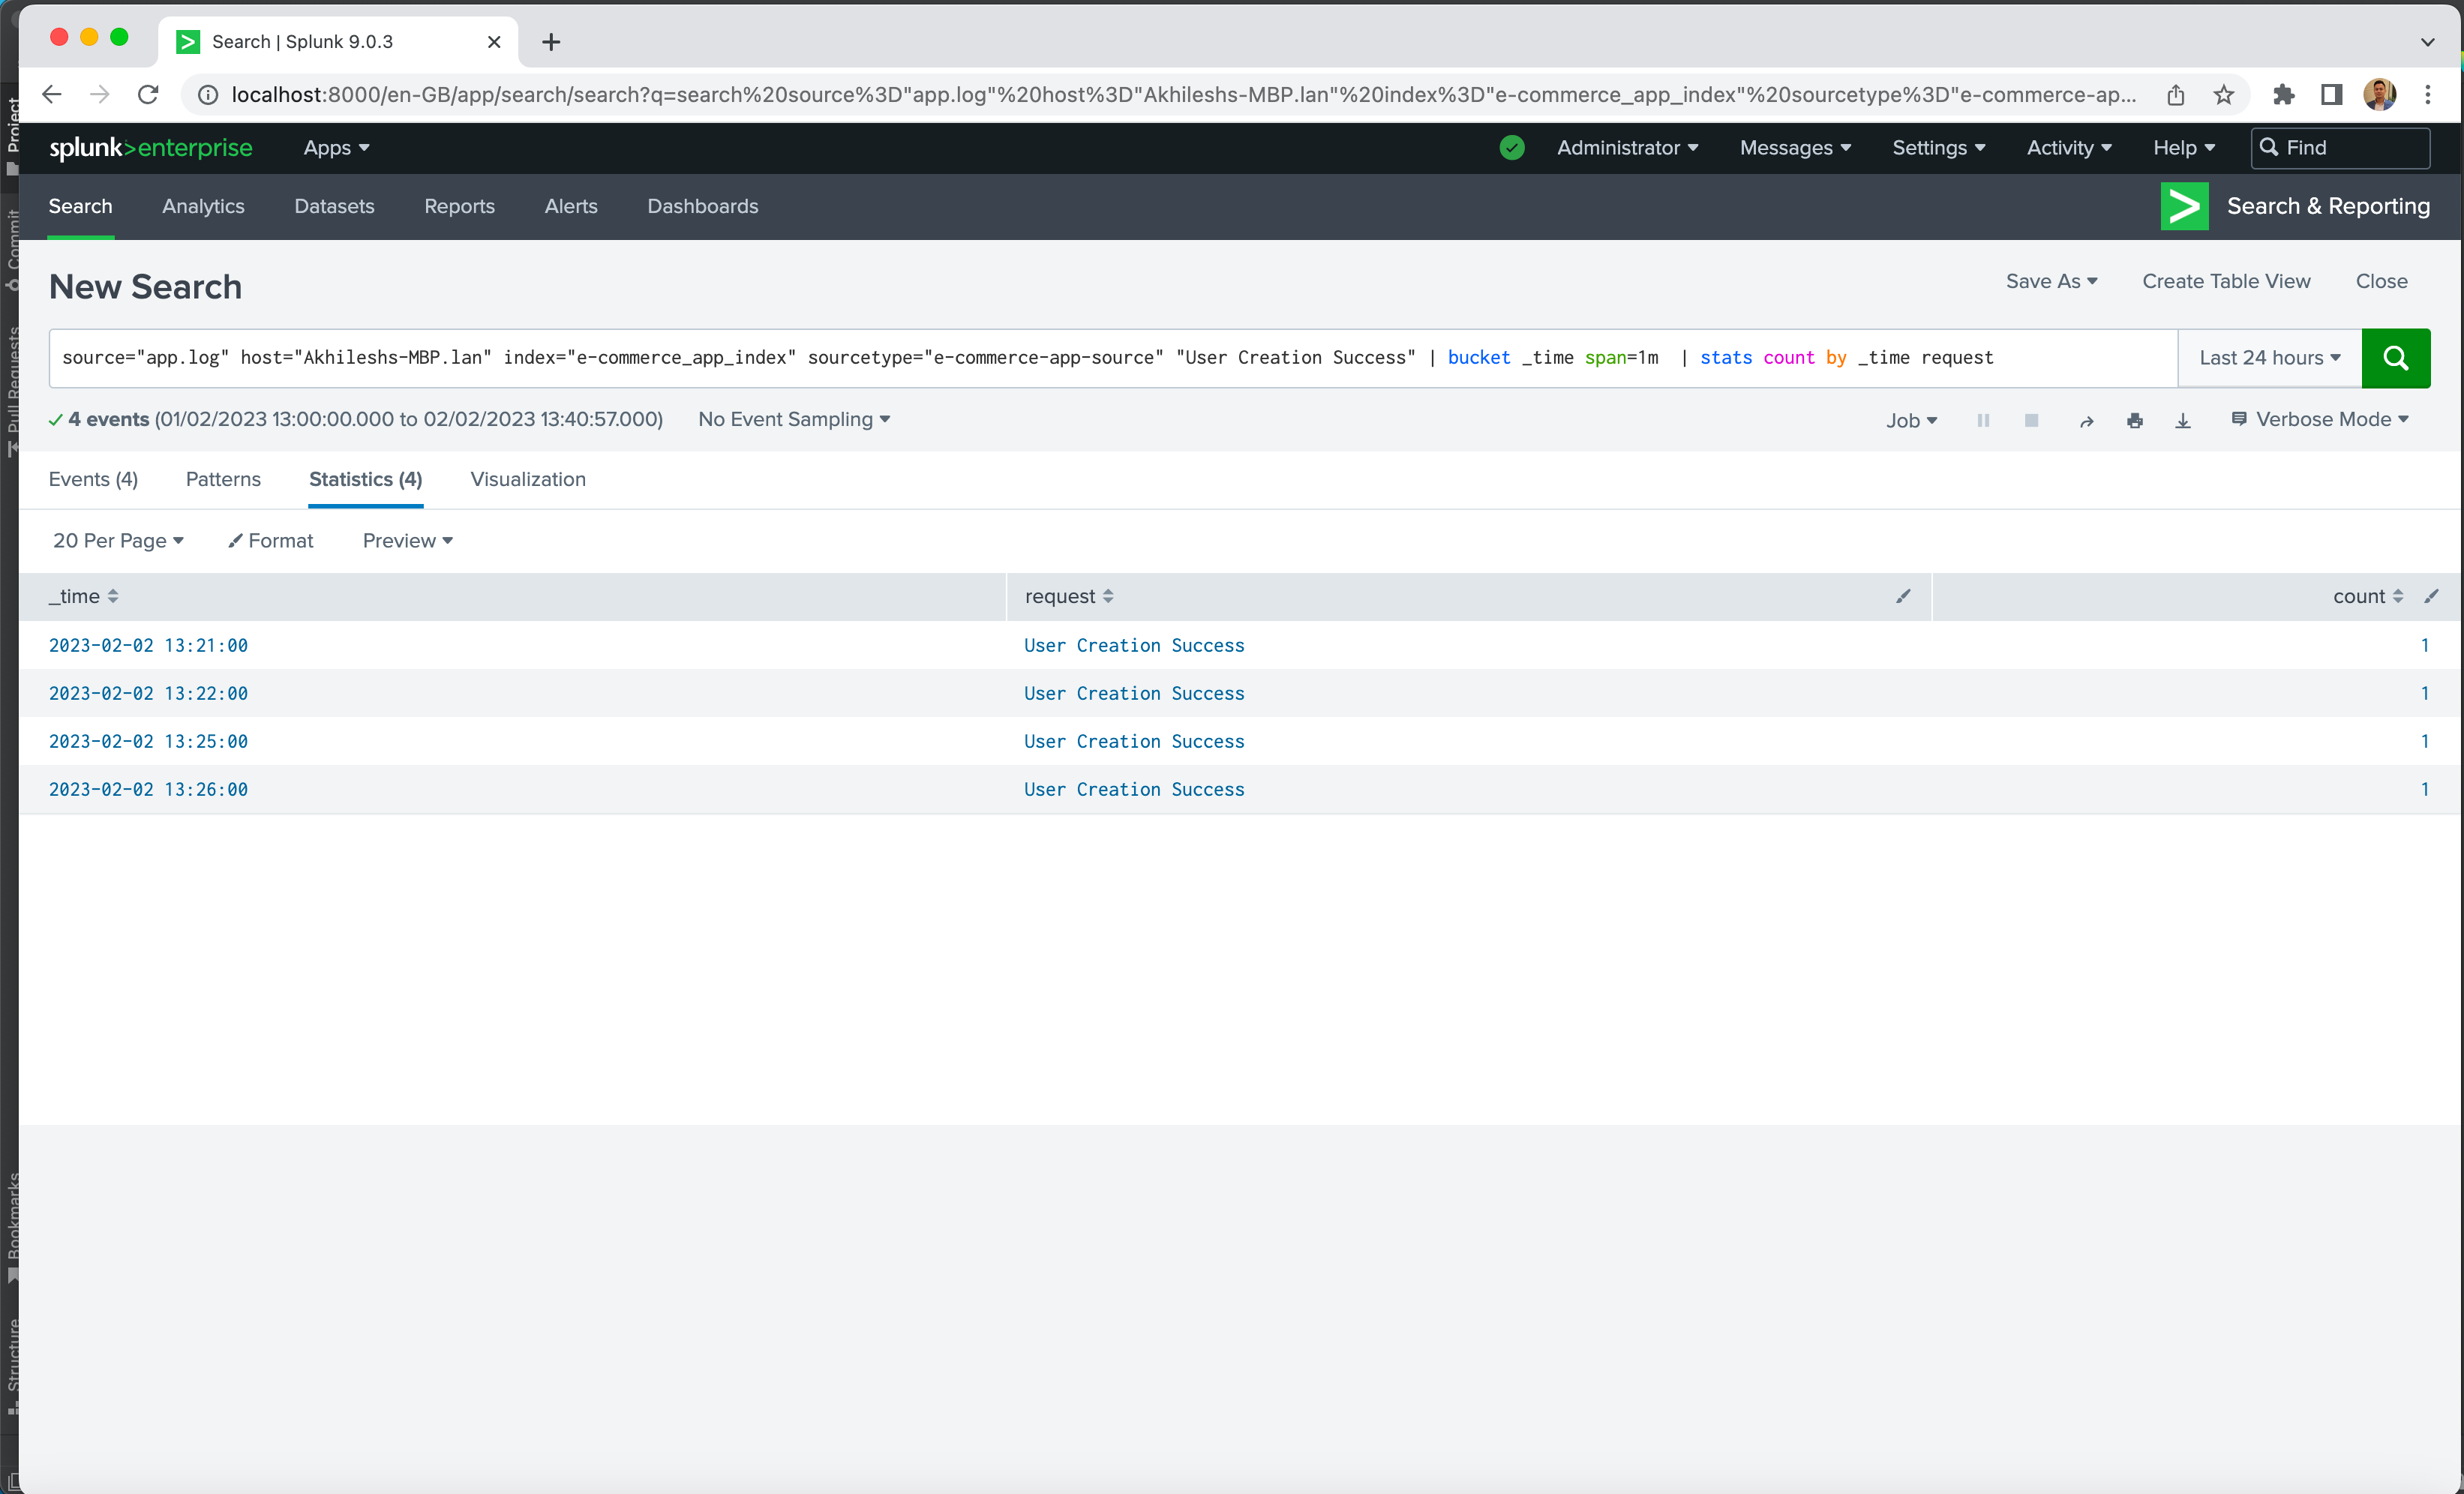 Search | Splunk 9.0.3
localhost:8000/en-GB/app/search/search?q=search%20source%3D"app.log"%20host%3D"Akhileshs-MBP.lan"%20index%3D"e-commerce_app_index"%20sourcetype%3D"e-commerce-ap...
splunk>enterprise Apps Administrator Messages Settings Activity Help Find
Search Analytics Datasets Reports Alerts Dashboards Search & Reporting
New Search Save As Create Table View Close
source="app.log" host="Akhileshs-MBP.lan" index="e-commerce_app_index" sourcetype="e-commerce-app-source" "User Creation Success" | bucket _time span=1m | stats count by _time request Last 24 hours
4 events (01/02/2023 13:00:00.000 to 02/02/2023 13:40:57.000) No Event Sampling Job Verbose Mode
Events (4) Patterns Statistics (4) Visualization
20 Per Page Format Preview
_time request count
2023-02-02 13:21:00 User Creation Success 1
2023-02-02 13:22:00 User Creation Success 1
2023-02-02 13:25:00 User Creation Success 1
2023-02-02 13:26:00 User Creation Success 1
Project
Commit
Pull Requests
Bookmarks
Structure